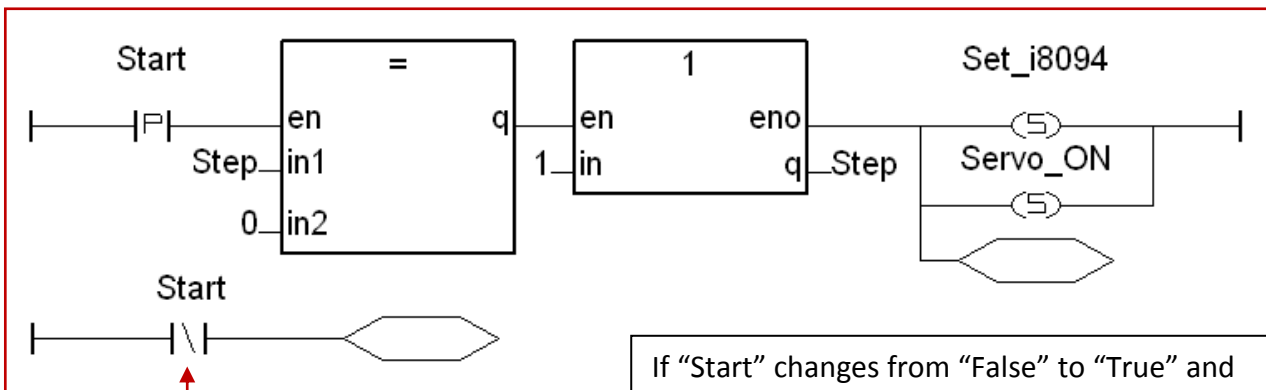 Start
=
1
Set_i8094
P
en
q
en
eno
S
Step
in1
1
in
q
Step
Servo_ON
0
in2
S
Start
If “Start” changes from “False” to “True” and